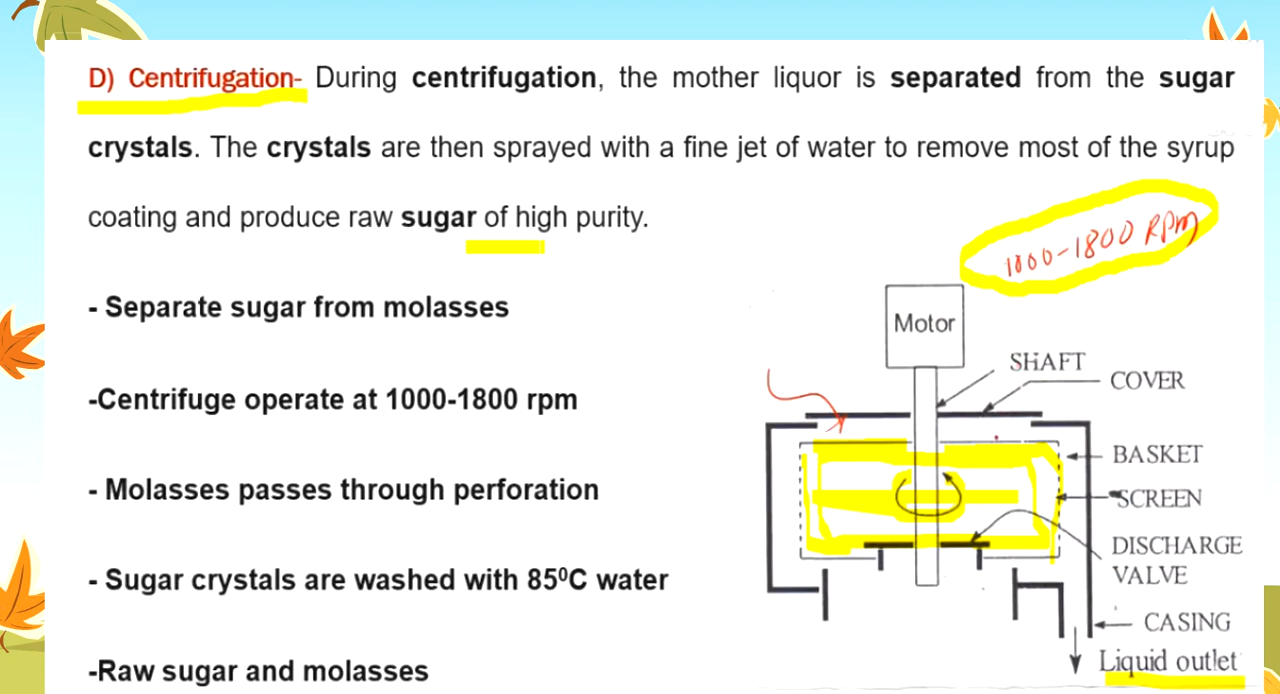 D) Centrifugation- During centrifugation, the mother liquor is separated from the sugar
crystals. The crystals are then sprayed with a fine jet of water to remove most of the syrup
coating and produce raw sugar of high purity.
1000-1800 RPM
- Separate sugar from molasses
-Centrifuge operate at 1000-1800 rpm
- Molasses passes through perforation
- Sugar crystals are washed with 85⁰C water
-Raw sugar and molasses
Motor
SHAFT
COVER
BASKET
SCREEN
DISCHARGE
VALVE
CASING
Liquid outlet